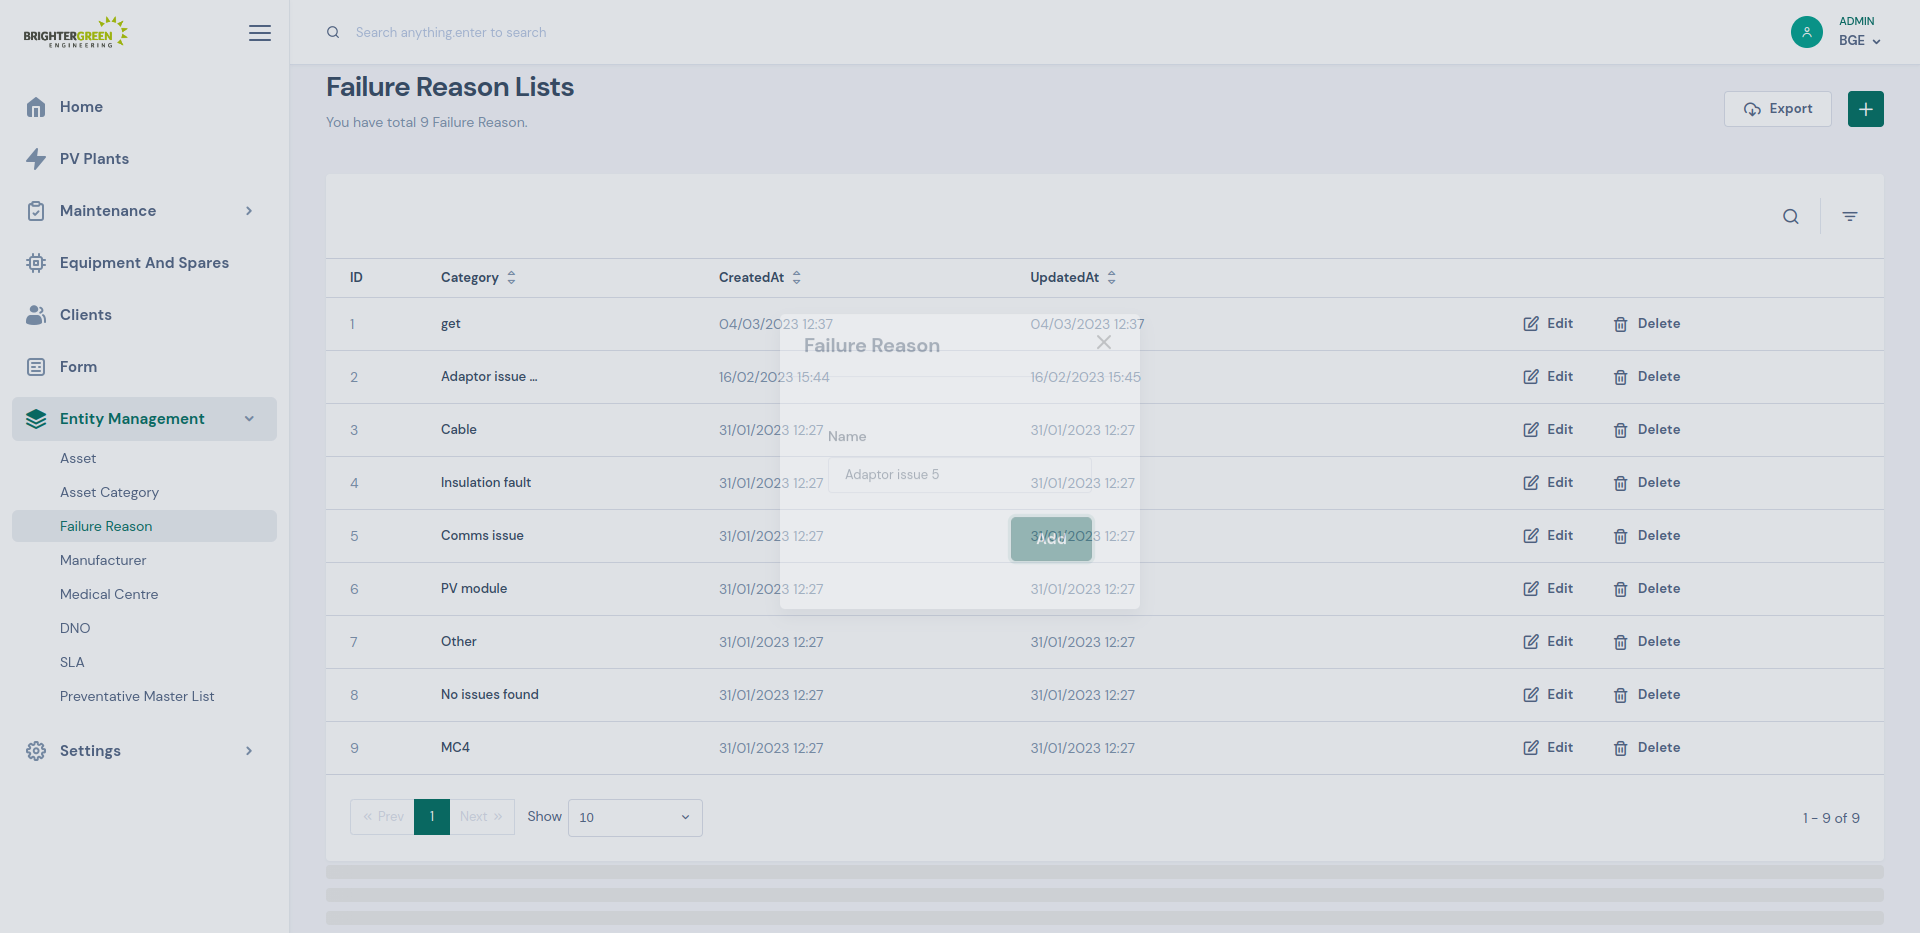 BRIGHTERGREEN
ENGINEERING
Search anything.enter to search
ADMIN
BGE
Home
PV Plants
Maintenance
Equipment And Spares
Clients
Form
Entity Management
Asset
Asset Category
Failure Reason
Manufacturer
Medical Centre
DNO
SLA
Preventative Master List
Settings
Failure Reason Lists
You have total 9 Failure Reason.
Export
ID Category CreatedAt UpdatedAt
1 get 04/03/2023 12:37 04/03/2023 12:37 Edit Delete
2 Adaptor issue ... 16/02/2023 15:44 16/02/2023 15:45 Edit Delete
3 Cable 31/01/2023 12:27 31/01/2023 12:27 Edit Delete
4 Insulation fault 31/01/2023 12:27 31/01/2023 12:27 Edit Delete
5 Comms issue 31/01/2023 12:27 31/01/2023 12:27 Edit Delete
6 PV module 31/01/2023 12:27 31/01/2023 12:27 Edit Delete
7 Other 31/01/2023 12:27 31/01/2023 12:27 Edit Delete
8 No issues found 31/01/2023 12:27 31/01/2023 12:27 Edit Delete
9 MC4 31/01/2023 12:27 31/01/2023 12:27 Edit Delete
Failure Reason
Name
Adaptor issue 5
Add
« Prev 1 Next » Show 10
1 - 9 of 9